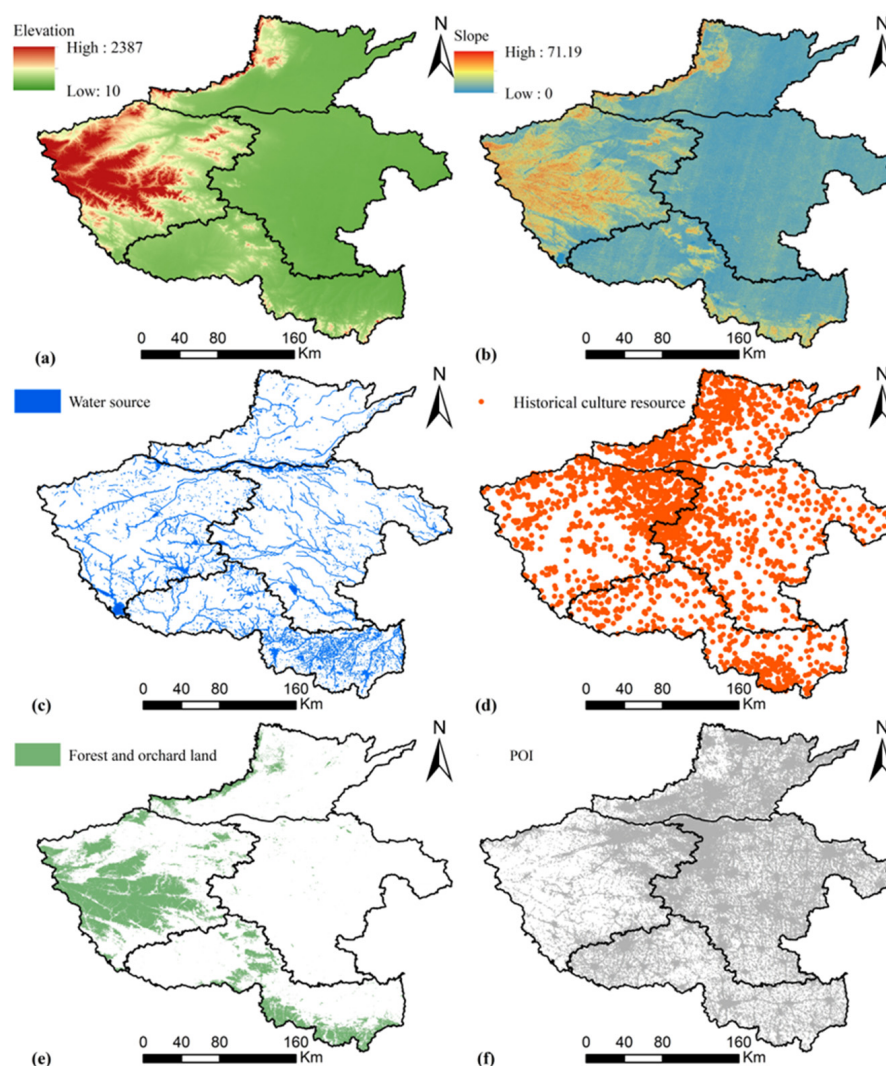 Elevation
High : 2387
Low: 10
N
0 40 80 160
Km
(a)
Slope
High : 71.19
Low : 0
N
0 40 80 160
Km
(b)
Water source
N
0 40 80 160
Km
(c)
Historical culture resource
N
0 40 80 160
Km
(d)
Forest and orchard land
N
0 40 80 160
Km
(e)
POI
N
0 40 80 160
Km
(f)